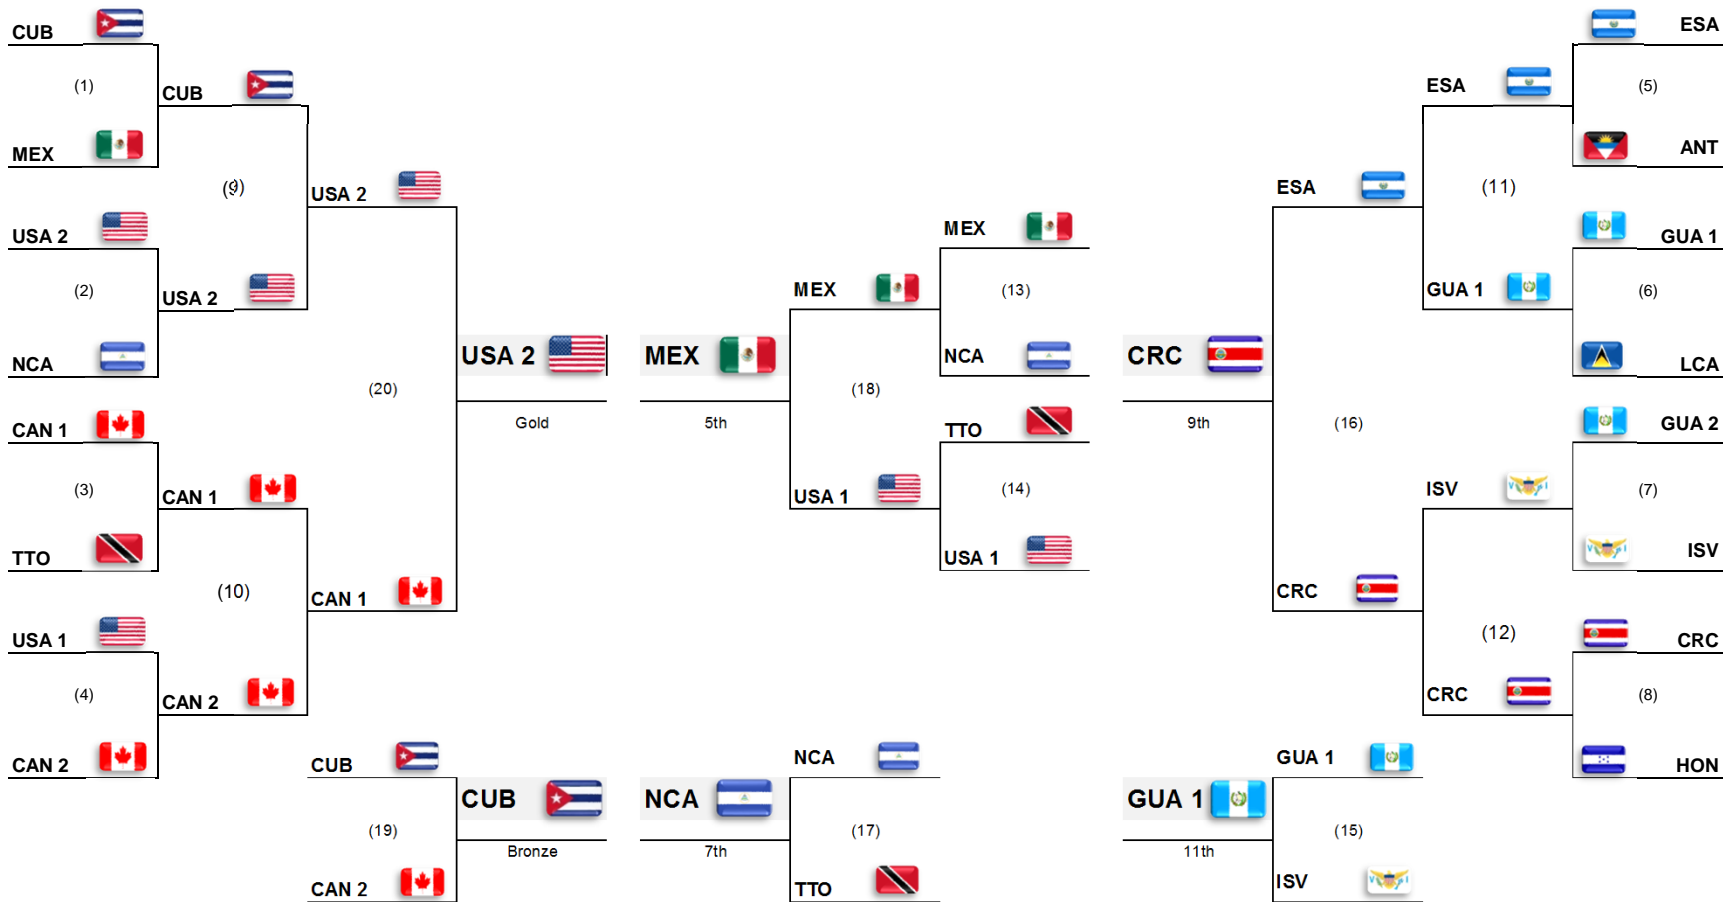 CUB
(1)
MEX
CUB
USA 2
(2)
NCA
USA 2
(9)
USA 2
CAN 1
(3)
TTO
CAN 1
USA 1
(4)
CAN 2
CAN 2
(10)
CAN 1
(20)
USA 2
Gold
CUB
(19)
CAN 2
CUB
Bronze
MEX
5th
MEX
(18)
USA 1
MEX
(13)
NCA
TTO
(14)
USA 1
NCA
7th
NCA
(17)
TTO
CRC
9th
ESA
(16)
CRC
ESA
(11)
GUA 1
ISV
(12)
CRC
ESA
(5)
ANT
GUA 1
(6)
LCA
GUA 2
(7)
ISV
CRC
(8)
HON
GUA 1
11th
GUA 1
(15)
ISV